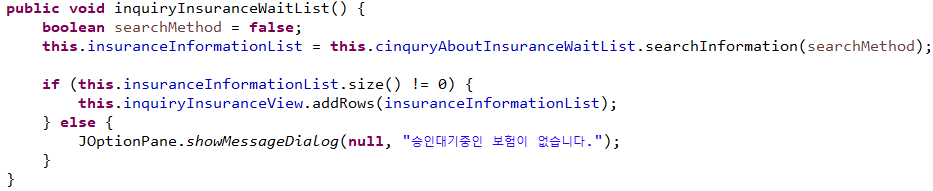 public void inquiryInsuranceWaitList() {
boolean searchMethod = false;
this.insuranceInformationList = this.cinquryAboutInsuranceWaitList.searchInformation(searchMethod);
if (this.insuranceInformationList.size() != 0) {
this.inquiryInsuranceView.addRows(insuranceInformationList);
} else {
JOptionPane.showMessageDialog(null, "승인대기중인 보험이 없습니다.");
}
}